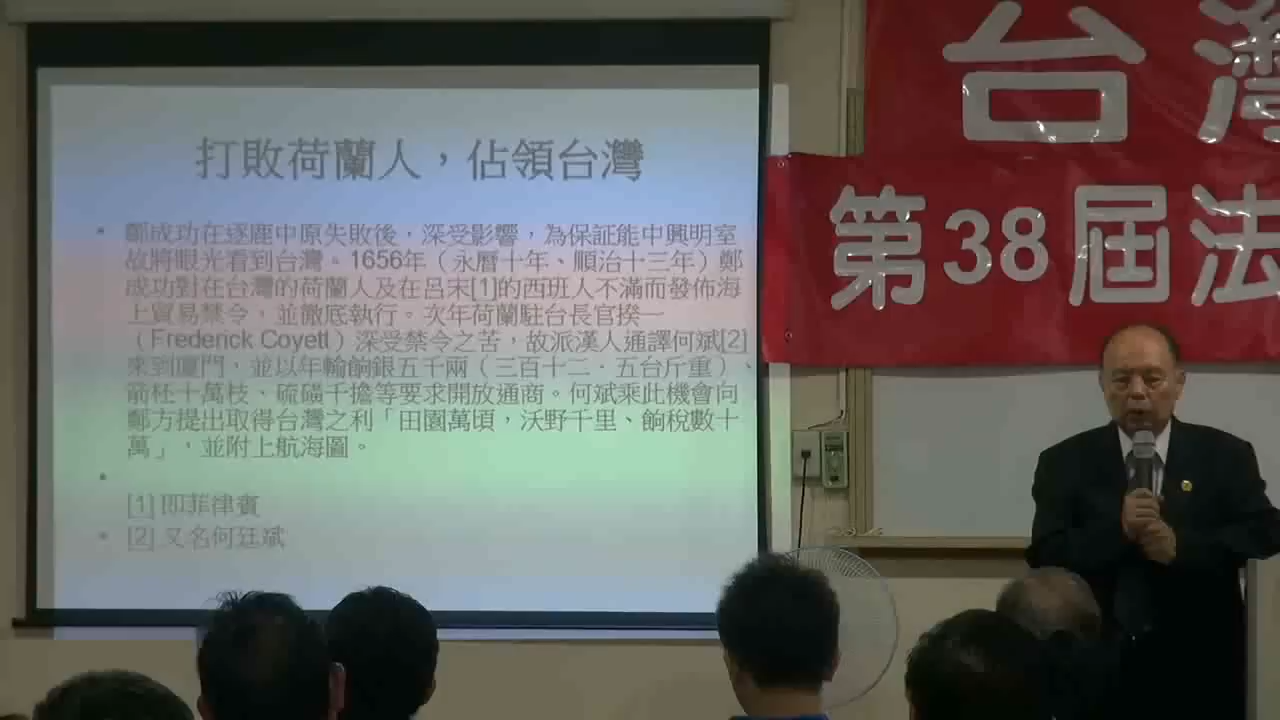 打敗荷蘭人，佔領台灣
• 鄭成功在逐鹿中原失敗後，深受影響，為保証能中興明室
故將眼光看到台灣。1656年（永曆十年、順治十三年）鄭
成功對在台灣的荷蘭人及在呂宋[1]的西班人不滿而發佈海
上貿易禁令，並徹底執行。次年荷蘭駐台長官揆一
（Frederick Coyett）深受禁令之苦，故派漢人通譯何斌[2]
來到廈門，並以年輸餉銀五千兩（三百十二．五台斤重）、
箭柸十萬枝、硫磺千擔等要求開放通商。何斌乘此機會向
鄭方提出取得台灣之利「田園萬頃，沃野千里、餉稅數十
萬」，並附上航海圖。
•
[1] 即菲律賓
• [2] 又名何廷斌
台灣
第38屆法